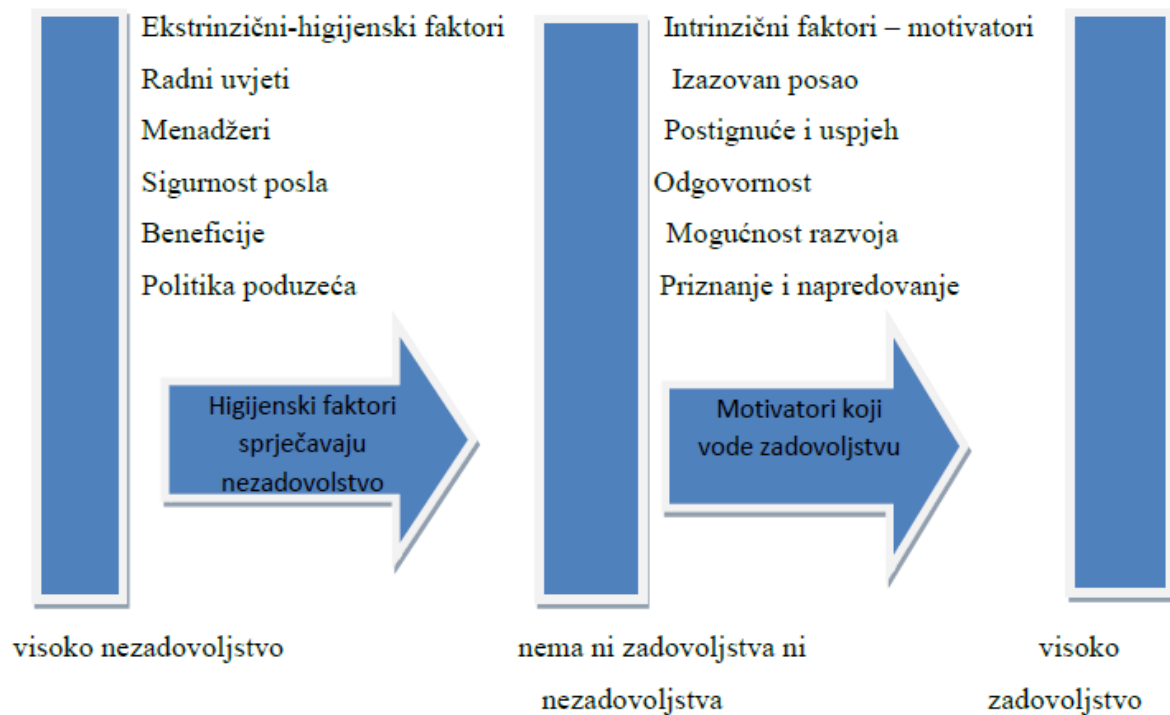 Ekstrinzični-higijenski faktori
Radni uvjeti
Menadžeri
Sigurnost posla
Beneficije
Politika poduzeća
Intrinzični faktori – motivatori
Izazovan posao
Postignuće i uspjeh
Odgovornost
Mogućnost razvoja
Priznanje i napredovanje
Higijenski faktori
sprječavaju
nezadovolstvo
Motivatori koji
vode zadovoljstvu
visoko nezadovoljstvo
nema ni zadovoljstva ni
nezadovoljstva
visoko
zadovoljstvo